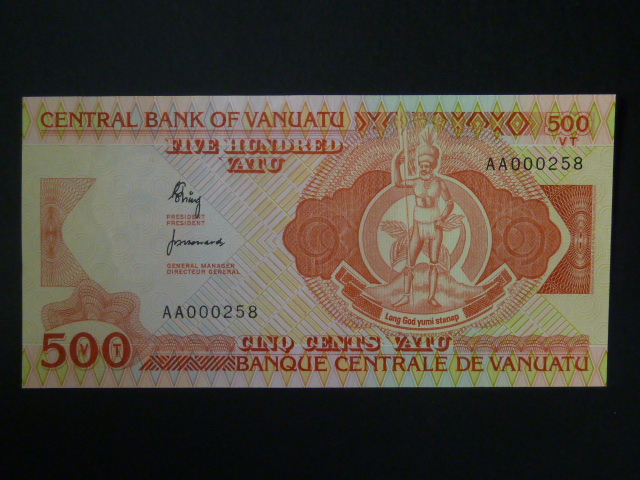 CENTRAL BANK OF VANUATU
500
VT
FIVE HUNDRED
VATU
AA000258
PRESIDENT
PRESIDENT
GENERAL MANAGER
DIRECTEUR GENERAL
AA000258
Long God yumi stanap
500
VT
CINQ CENTS VATU
BANQUE CENTRALE DE VANUATU